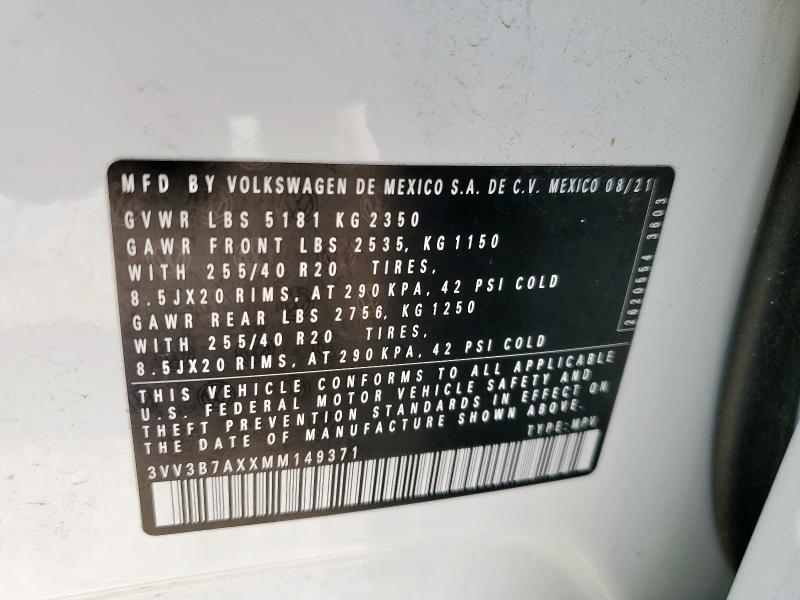 MFD BY VOLKSWAGEN DE MEXICO S.A. DE C.V. MEXICO 08/21
GVWR LBS 5181 KG 2350
GAWR FRONT LBS 2535, KG 1150
WITH 255/40 R20 TIRES,
8.5JX20 RIMS, AT 290 KPA, 42 PSI COLD
GAWR REAR LBS 2756, KG 1250
WITH 255/40 R20 TIRES,
8.5JX20 RIMS, AT 290 KPA, 42 PSI COLD
THIS VEHICLE CONFORMS TO ALL APPLICABLE
U.S. FEDERAL MOTOR VEHICLE SAFETY AND
THEFT PREVENTION STANDARDS IN EFFECT ON
THE DATE OF MANUFACTURE SHOWN ABOVE.
TYPE: MPV
3VV3B7AXXMM149371
2620554 3603